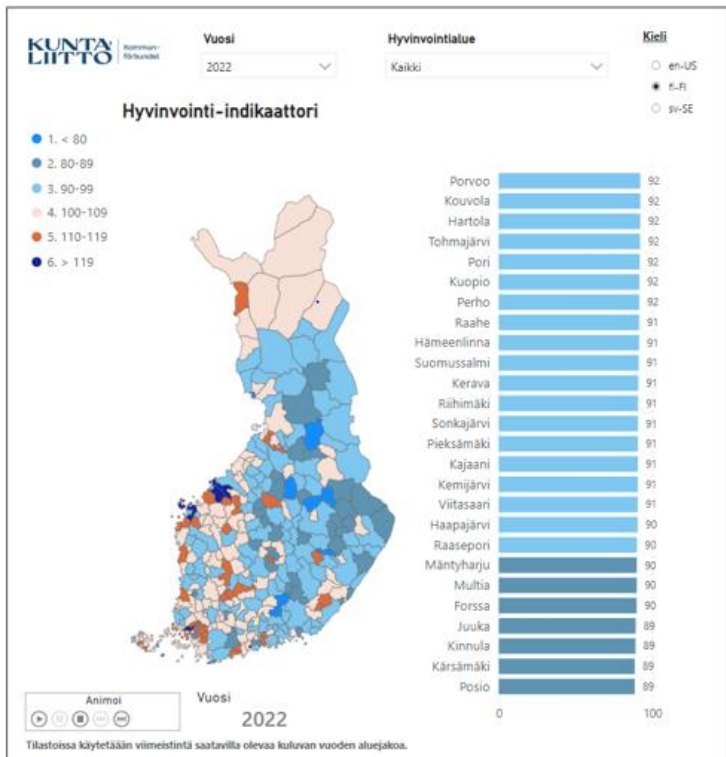 KUNTA
LIITTO
Kommun-
förbundet
Vuosi
2022
Hyvinvointialue
Kaikki
Kieli
en-US
fi-FI
sv-SE
Hyvinvointi-indikaattori
1. < 80
2. 80-89
3. 90-99
4. 100-109
5. 110-119
6. > 119
Porvoo 92
Kouvola 92
Hartola 92
Tohmajärvi 92
Pori 92
Kuopio 92
Perho 92
Raahe 91
Hämeenlinna 91
Suomussalmi 91
Kerava 91
Riihimäki 91
Sonkajärvi 91
Pieksämäki 91
Kajaani 91
Kemijärvi 91
Viitasaari 91
Haapajärvi 90
Raasepori 90
Mäntyharju 90
Multia 90
Forssa 90
Juuka 89
Kinnula 89
Kärsämäki 89
Posio 89
0 100
Animoi
Vuosi
2022
Tilastoissa käytetäään viimeistintä saatavilla olevaa kuluvan vuoden aluejakoa.